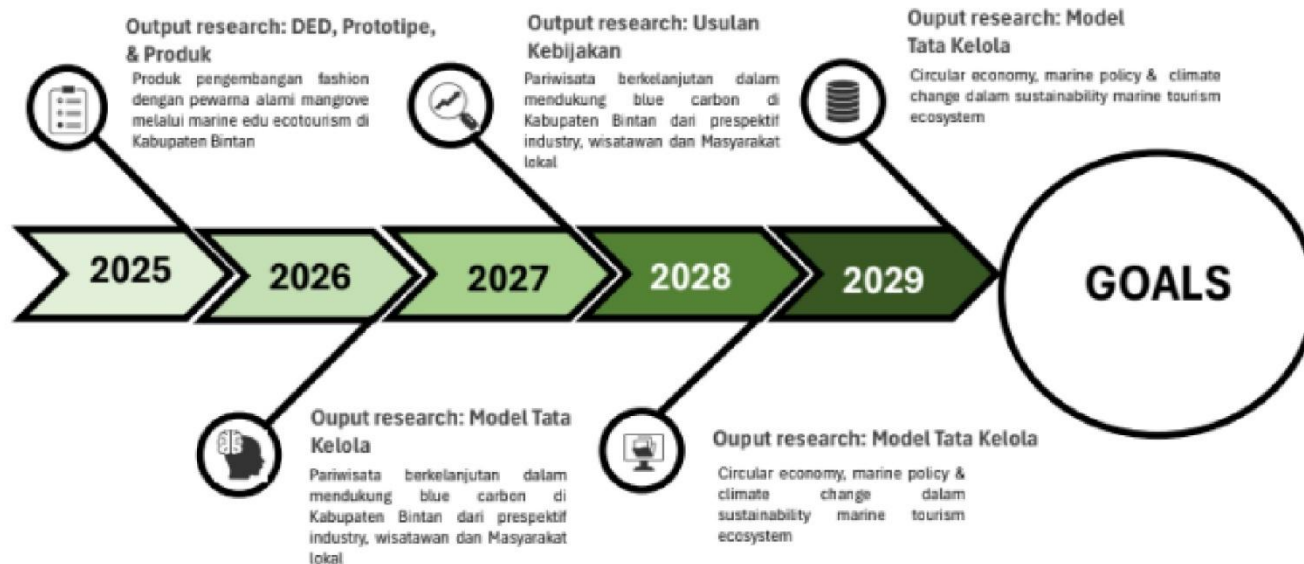 Output research: DED, Prototipe,
& Produk
Produk pengembangan fashion
dengan pewarna alami mangrove
melalui marine edu ecotourism di
Kabupaten Bintan
Output research: Usulan
Kebijakan
Pariwisata berkelanjutan dalam
mendukung blue carbon di
Kabupaten Bintan dari prespektif
industry, wisatawan dan Masyarakat
lokal
Ouput research: Model
Tata Kelola
Circular economy, marine policy & climate
change dalam sustainability marine tourism
ecosystem
2025
2026
2027
2028
2029
GOALS
Ouput research: Model Tata
Kelola
Pariwisata berkelanjutan dalam
mendukung blue carbon di
Kabupaten Bintan dari prespektif
industry, wisatawan dan Masyarakat
lokal
Ouput research: Model Tata Kelola
Circular economy, marine policy &
climate change dalam
sustainability marine tourism
ecosystem